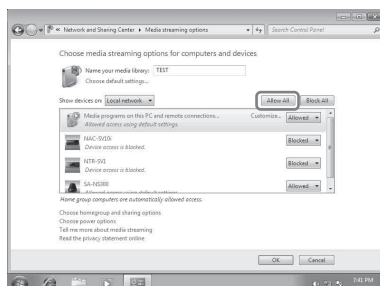 « Network and Sharing Center ▸ Media streaming options
Search Control Panel
Choose media streaming options for computers and devices
Name your media library: TEST
Choose default settings...
Show devices on: Local network
Allow All
Block All
Media programs on this PC and remote connections...
Customize...
Allowed
Allowed access using default settings.
NAC-SV10i
Device access is blocked.
Blocked
NTR-SV1
Device access is blocked.
Blocked
SA-NS300
Allowed access using default settings.
Allowed
Home group computers are automatically allowed access.
Choose homegroup and sharing options
Choose power options
Tell me more about media streaming
Read the privacy statement online
OK
Cancel
7:41 PM